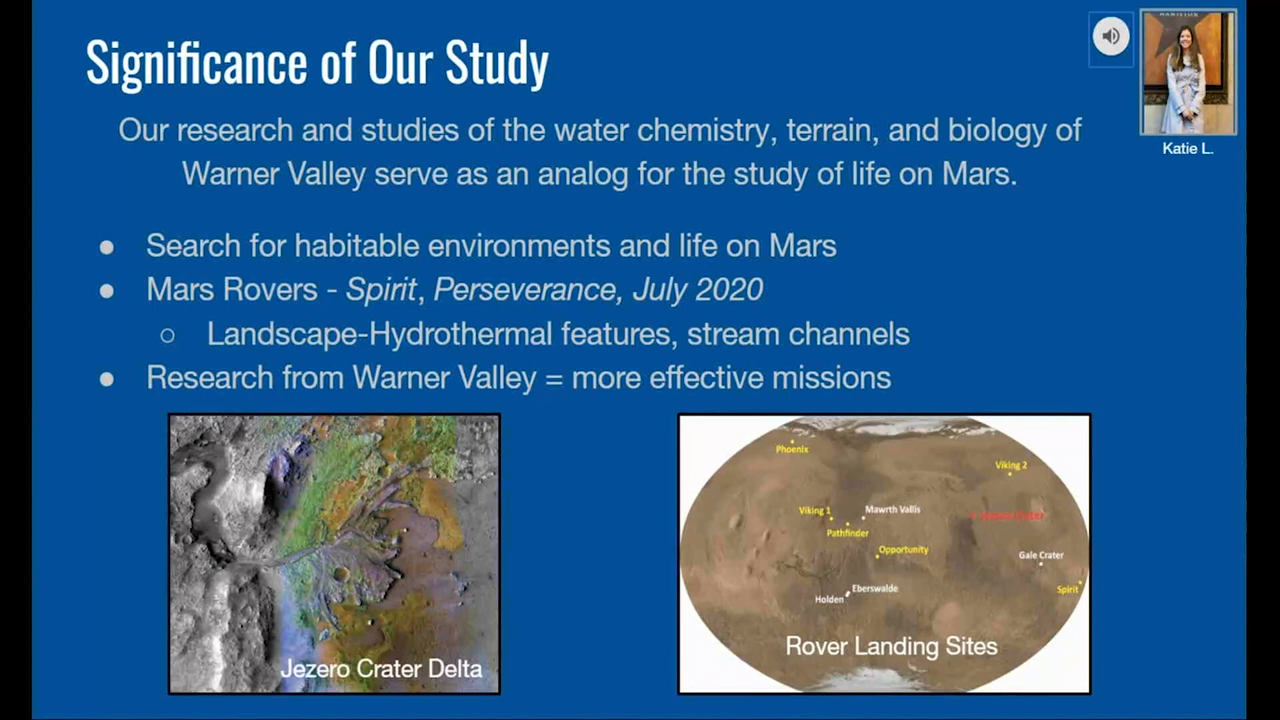 Significance of Our Study
Our research and studies of the water chemistry, terrain, and biology of
Warner Valley serve as an analog for the study of life on Mars.
Katie L.
● Search for habitable environments and life on Mars
● Mars Rovers - Spirit, Perseverance, July 2020
○ Landscape-Hydrothermal features, stream channels
● Research from Warner Valley = more effective missions
Jezero Crater Delta
Phoenix
Viking 2
Viking 1
Mawrth Vallis
Pathfinder
Opportunity
Gale Crater
Eberswalde
Holden
Spirit
Rover Landing Sites